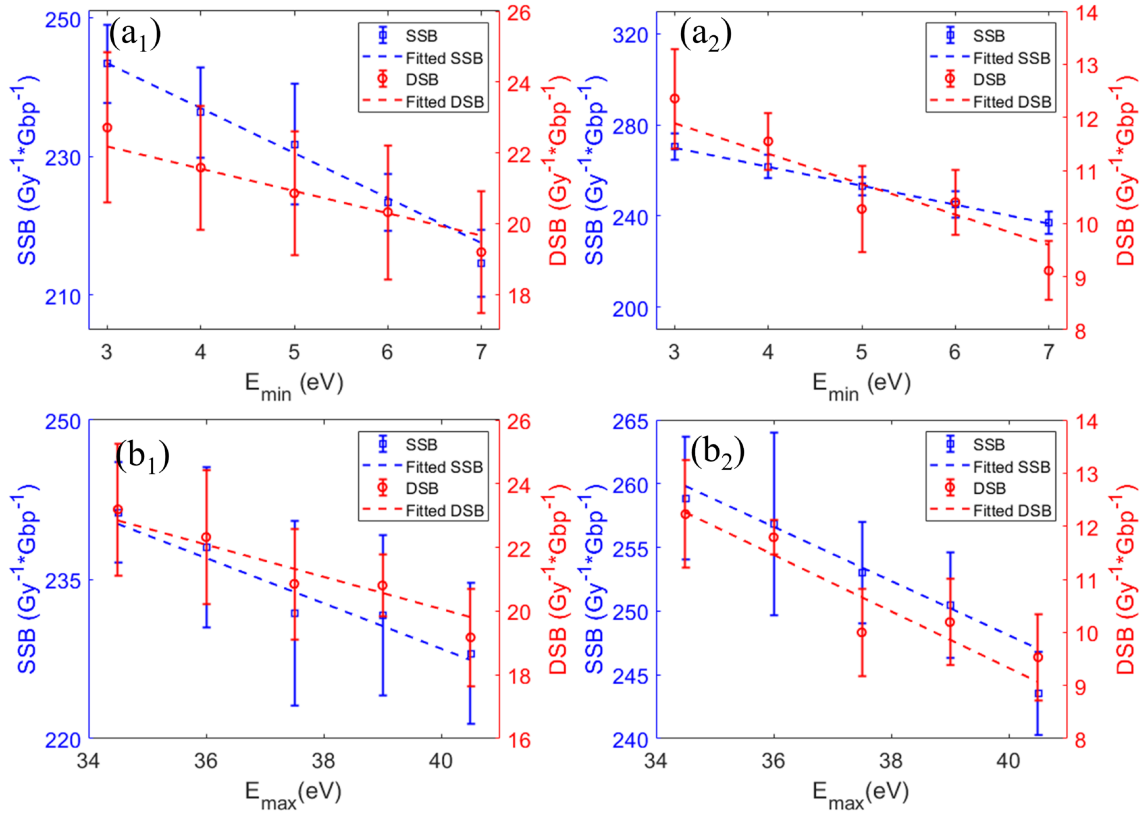 (a1)
SSB
Fitted SSB
DSB
Fitted DSB
250
230
210
SSB (Gy-1*Gbp-1)
26
24
22
20
18
16
DSB (Gy-1*Gbp-1)
3 4 5 6 7
Emin (eV)
(a2)
SSB
Fitted SSB
DSB
Fitted DSB
320
280
240
200
SSB (Gy-1*Gbp-1)
14
13
12
11
10
9
8
DSB (Gy-1*Gbp-1)
3 4 5 6 7
Emin (eV)
(b1)
SSB
Fitted SSB
DSB
Fitted DSB
250
235
220
SSB (Gy-1*Gbp-1)
26
24
22
20
18
16
DSB (Gy-1*Gbp-1)
34 36 38 40
Emax(eV)
(b2)
SSB
Fitted SSB
DSB
Fitted DSB
265
260
255
250
245
240
SSB (Gy-1*Gbp-1)
14
13
12
11
10
9
8
DSB (Gy-1*Gbp-1)
34 36 38 40
Emax(eV)